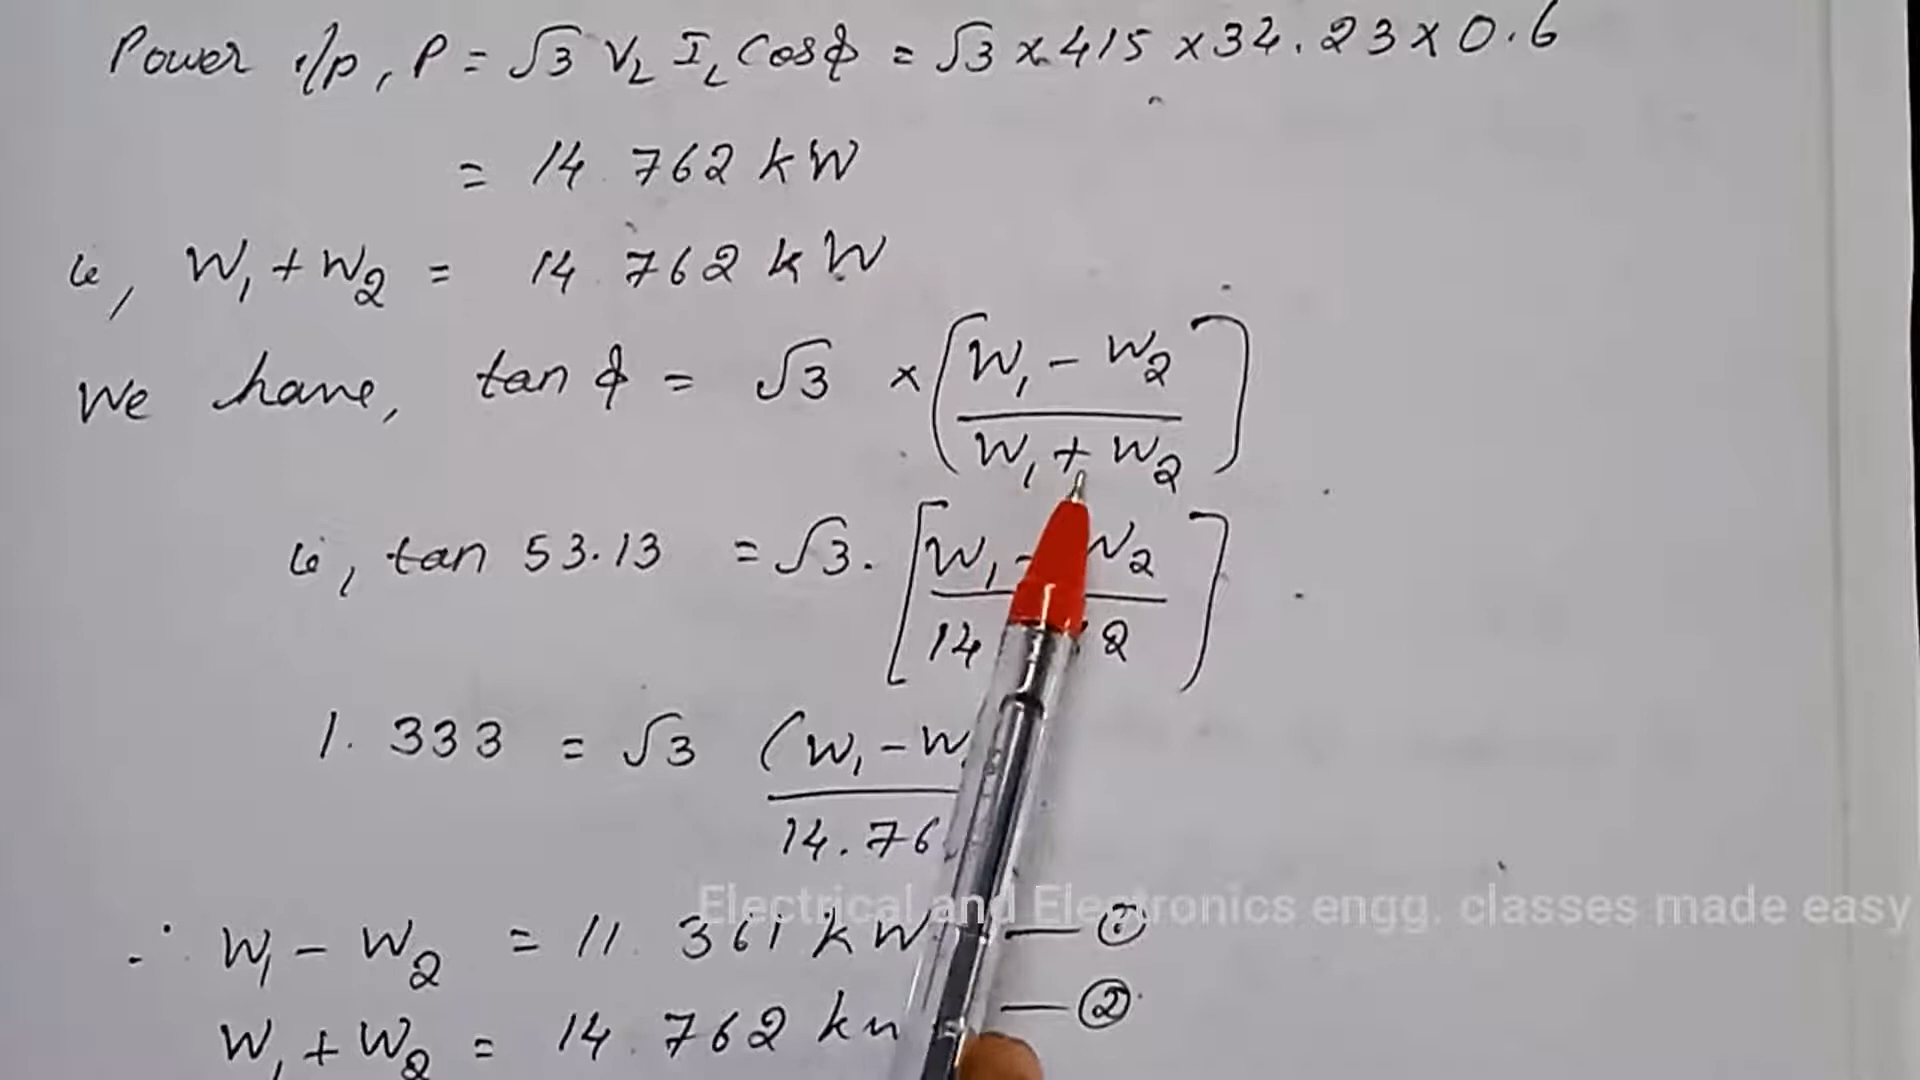 Power i/p, P = √3 VL IL Cosϕ = √3 × 415 × 34.23 × 0.6
= 14.762 kW
ie, W1 + W2 = 14.762 kW
We have, tan ϕ = √3 × [W1 - W2 / W1 + W2]
ie, tan 53.13 = √3 . [W1 - W2 / 14 2]
1.333 = √3 (W1 - W / 14.76
Electrical and Electronics engg. classes made easy
∴ W1 - W2 = 11.361 kW — ①
W1 + W2 = 14.762 kW — ②